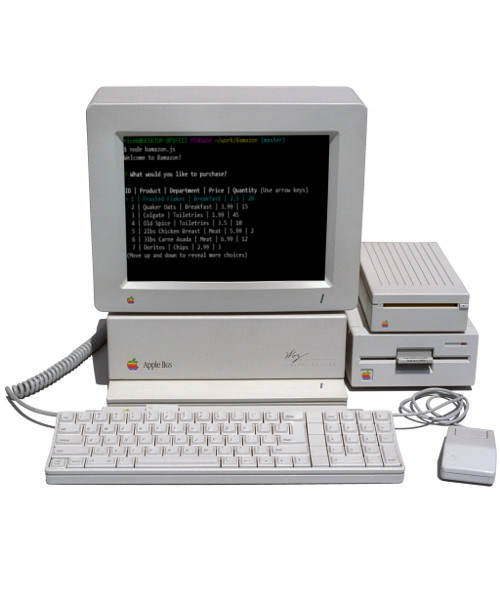 MINGW64 ~/work/Bamazon (master)
$ node bamazon.js
Welcome to Bamazon!
? What would you like to purchase?
ID | Product | Department | Price | Quantity (Use arrow keys)
1 | Frosted Flakes | Breakfast | 2.5 | 20
2 | Quaker Oats | Breakfast | 3.99 | 15
3 | Colgate | Toiletries | 1.99 | 45
4 | Old Spice | Toiletries | 3.5 | 10
5 | 2lbs Chicken Breast | Meat | 5.99 | 2
6 | 3lbs Carne Asada | Meat | 6.99 | 12
7 | Doritos | Chips | 2.99 | 3
(Move up and down to reveal more choices)
Apple IIGS